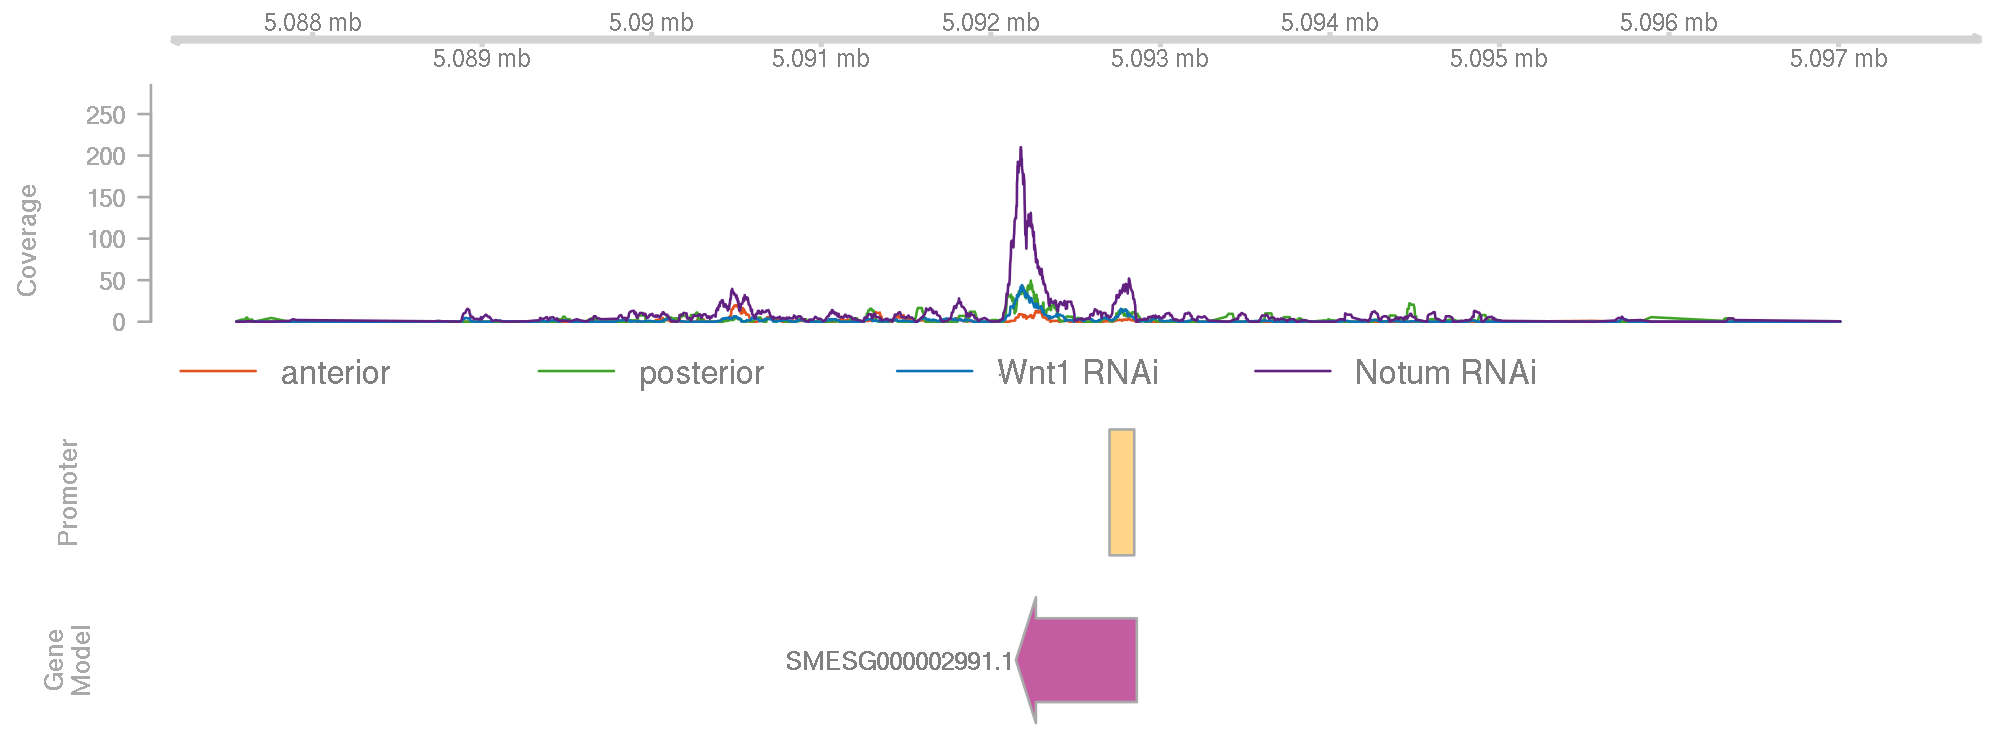 5.088 mb 5.09 mb 5.092 mb 5.094 mb 5.096 mb
5.089 mb 5.091 mb 5.093 mb 5.095 mb 5.097 mb
Coverage
250
200
150
100
50
0
anterior posterior Wnt1 RNAi Notum RNAi
Promoter
Gene
Model
SMESG000002991.1